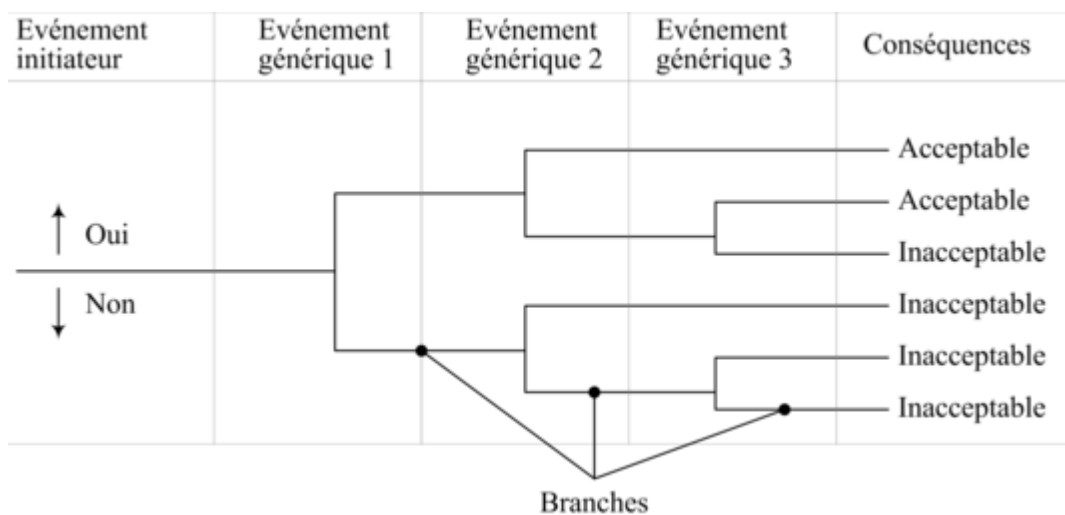 Evénement
initiateur
Evénement
générique 1
Evénement
générique 2
Evénement
générique 3
Conséquences
Acceptable
Acceptable
Oui
Inacceptable
Non
Inacceptable
Inacceptable
Inacceptable
Branches